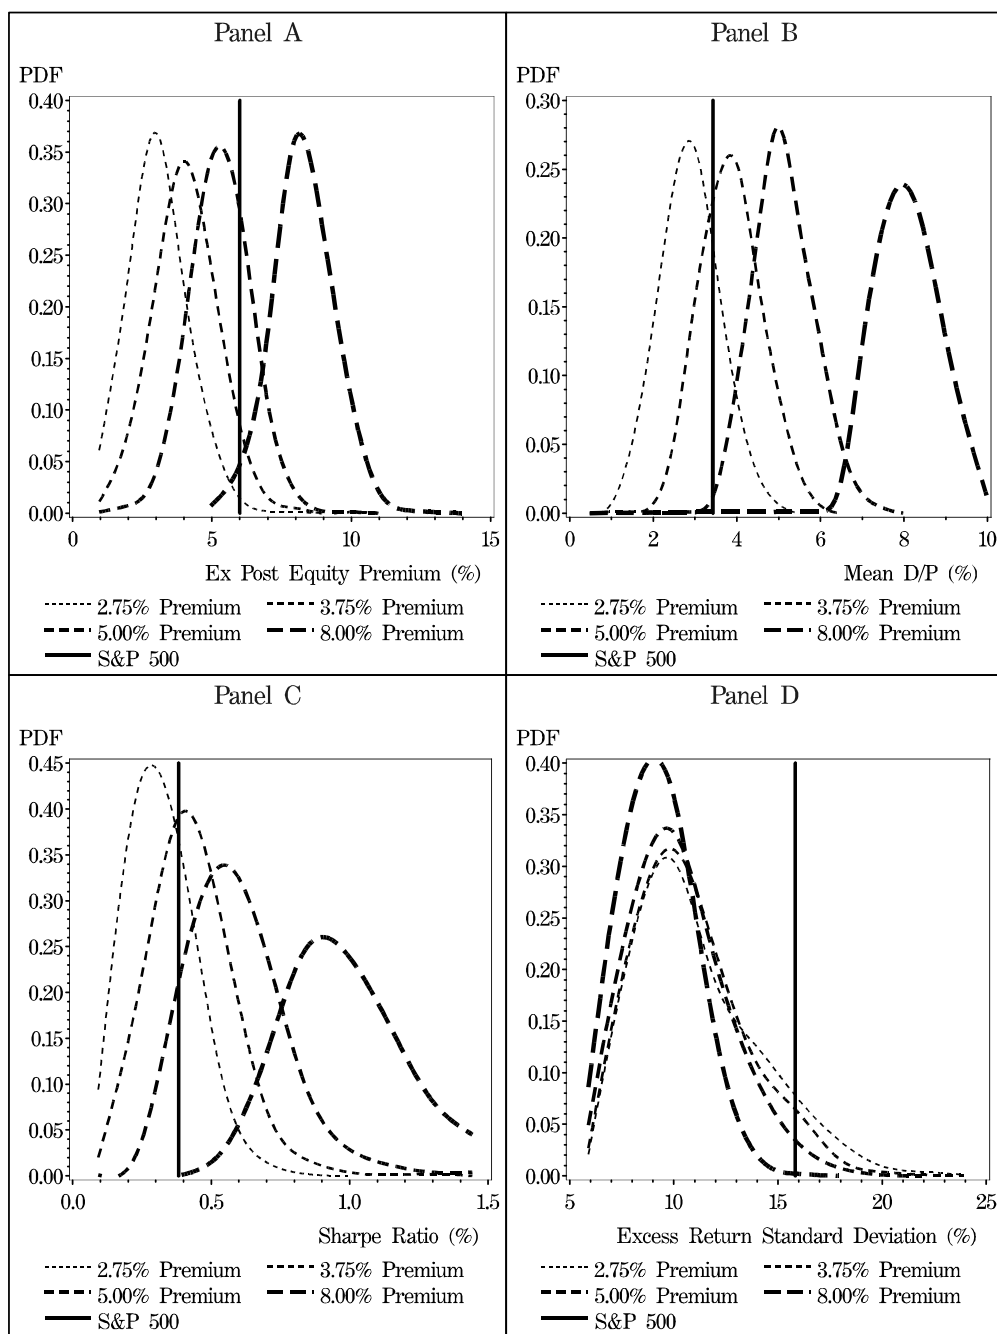 Panel A
PDF
0.40
0.35
0.30
0.25
0.20
0.15
0.10
0.05
0.00
0 5 10 15
Ex Post Equity Premium (%)
2.75% Premium 3.75% Premium
5.00% Premium 8.00% Premium
S&P 500
Panel B
PDF
0.30
0.25
0.20
0.15
0.10
0.05
0.00
0 2 4 6 8 10
Mean D/P (%)
2.75% Premium 3.75% Premium
5.00% Premium 8.00% Premium
S&P 500
Panel C
PDF
0.45
0.40
0.35
0.30
0.25
0.20
0.15
0.10
0.05
0.00
0.0 0.5 1.0 1.5
Sharpe Ratio (%)
2.75% Premium 3.75% Premium
5.00% Premium 8.00% Premium
S&P 500
Panel D
PDF
0.40
0.35
0.30
0.25
0.20
0.15
0.10
0.05
0.00
5 10 15 20 25
Excess Return Standard Deviation (%)
2.75% Premium 3.75% Premium
5.00% Premium 8.00% Premium
S&P 500